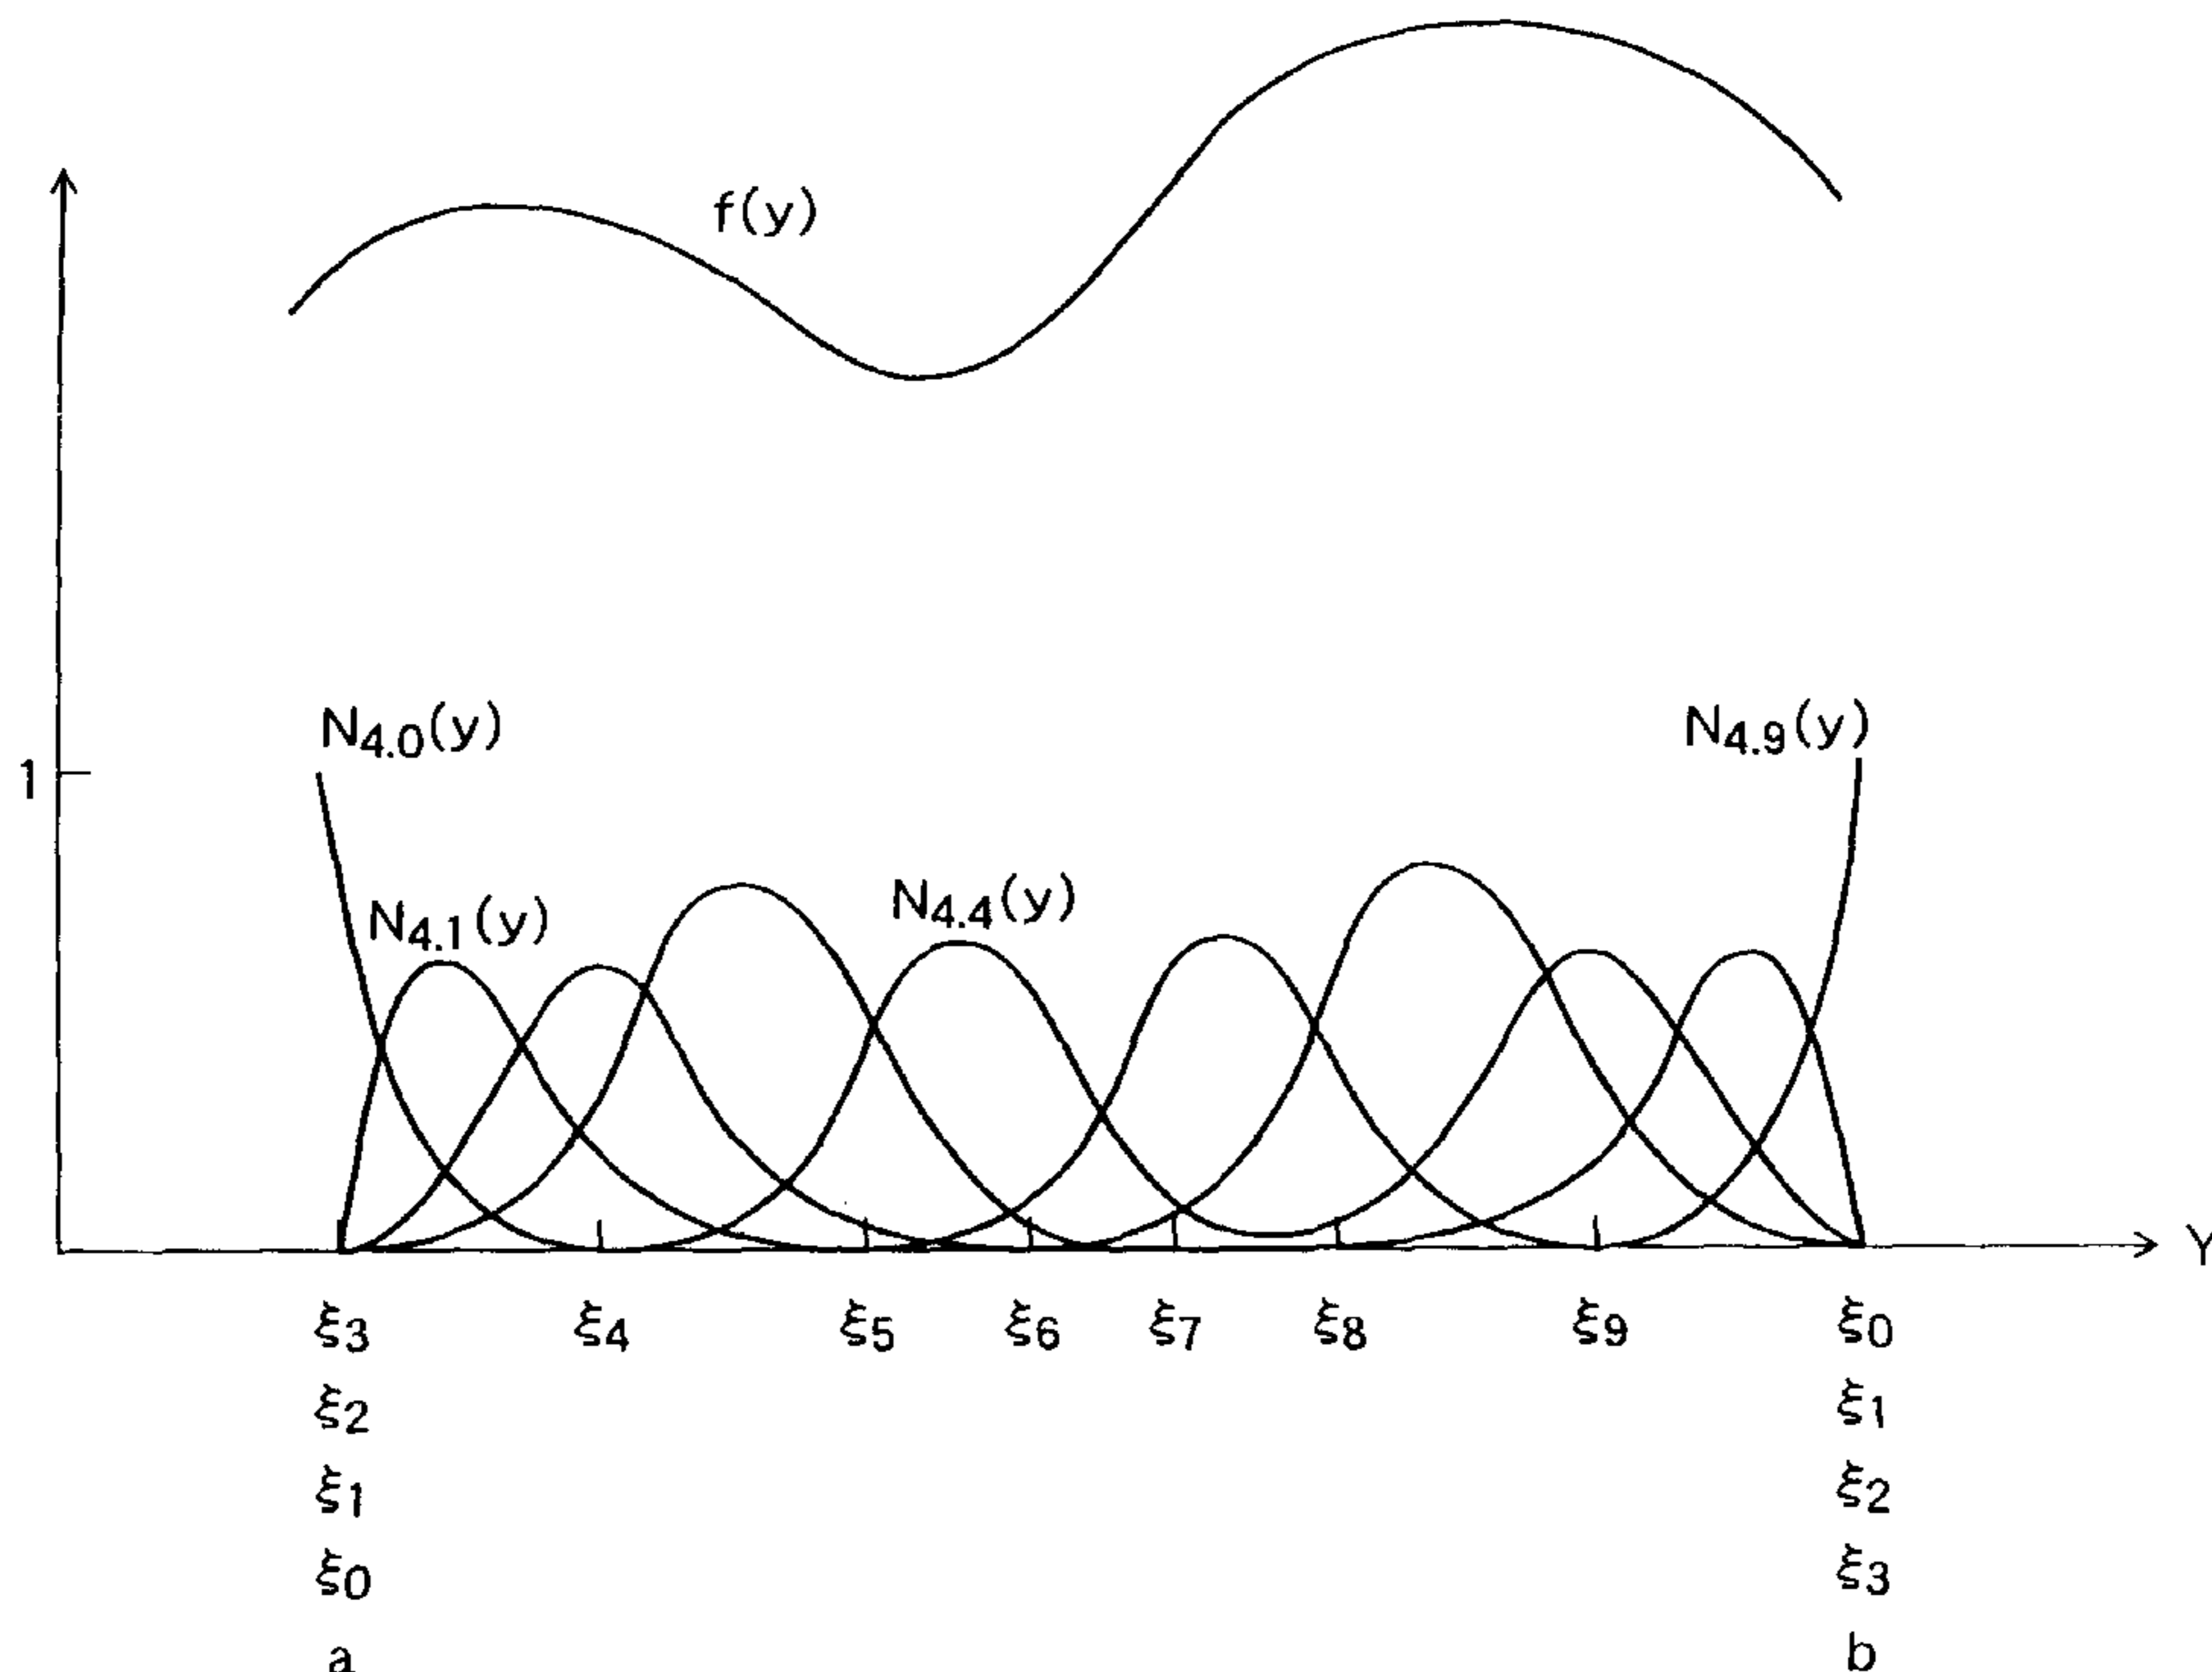 f(y)
N4.0(y)
N4.9(y)
1
N4.1(y)
N4.4(y)
Y
ξ3 ξ4 ξ5 ξ6 ξ7 ξ8 ξ9 ξ0
ξ2 ξ1
ξ1 ξ2
ξ0 ξ3
a b